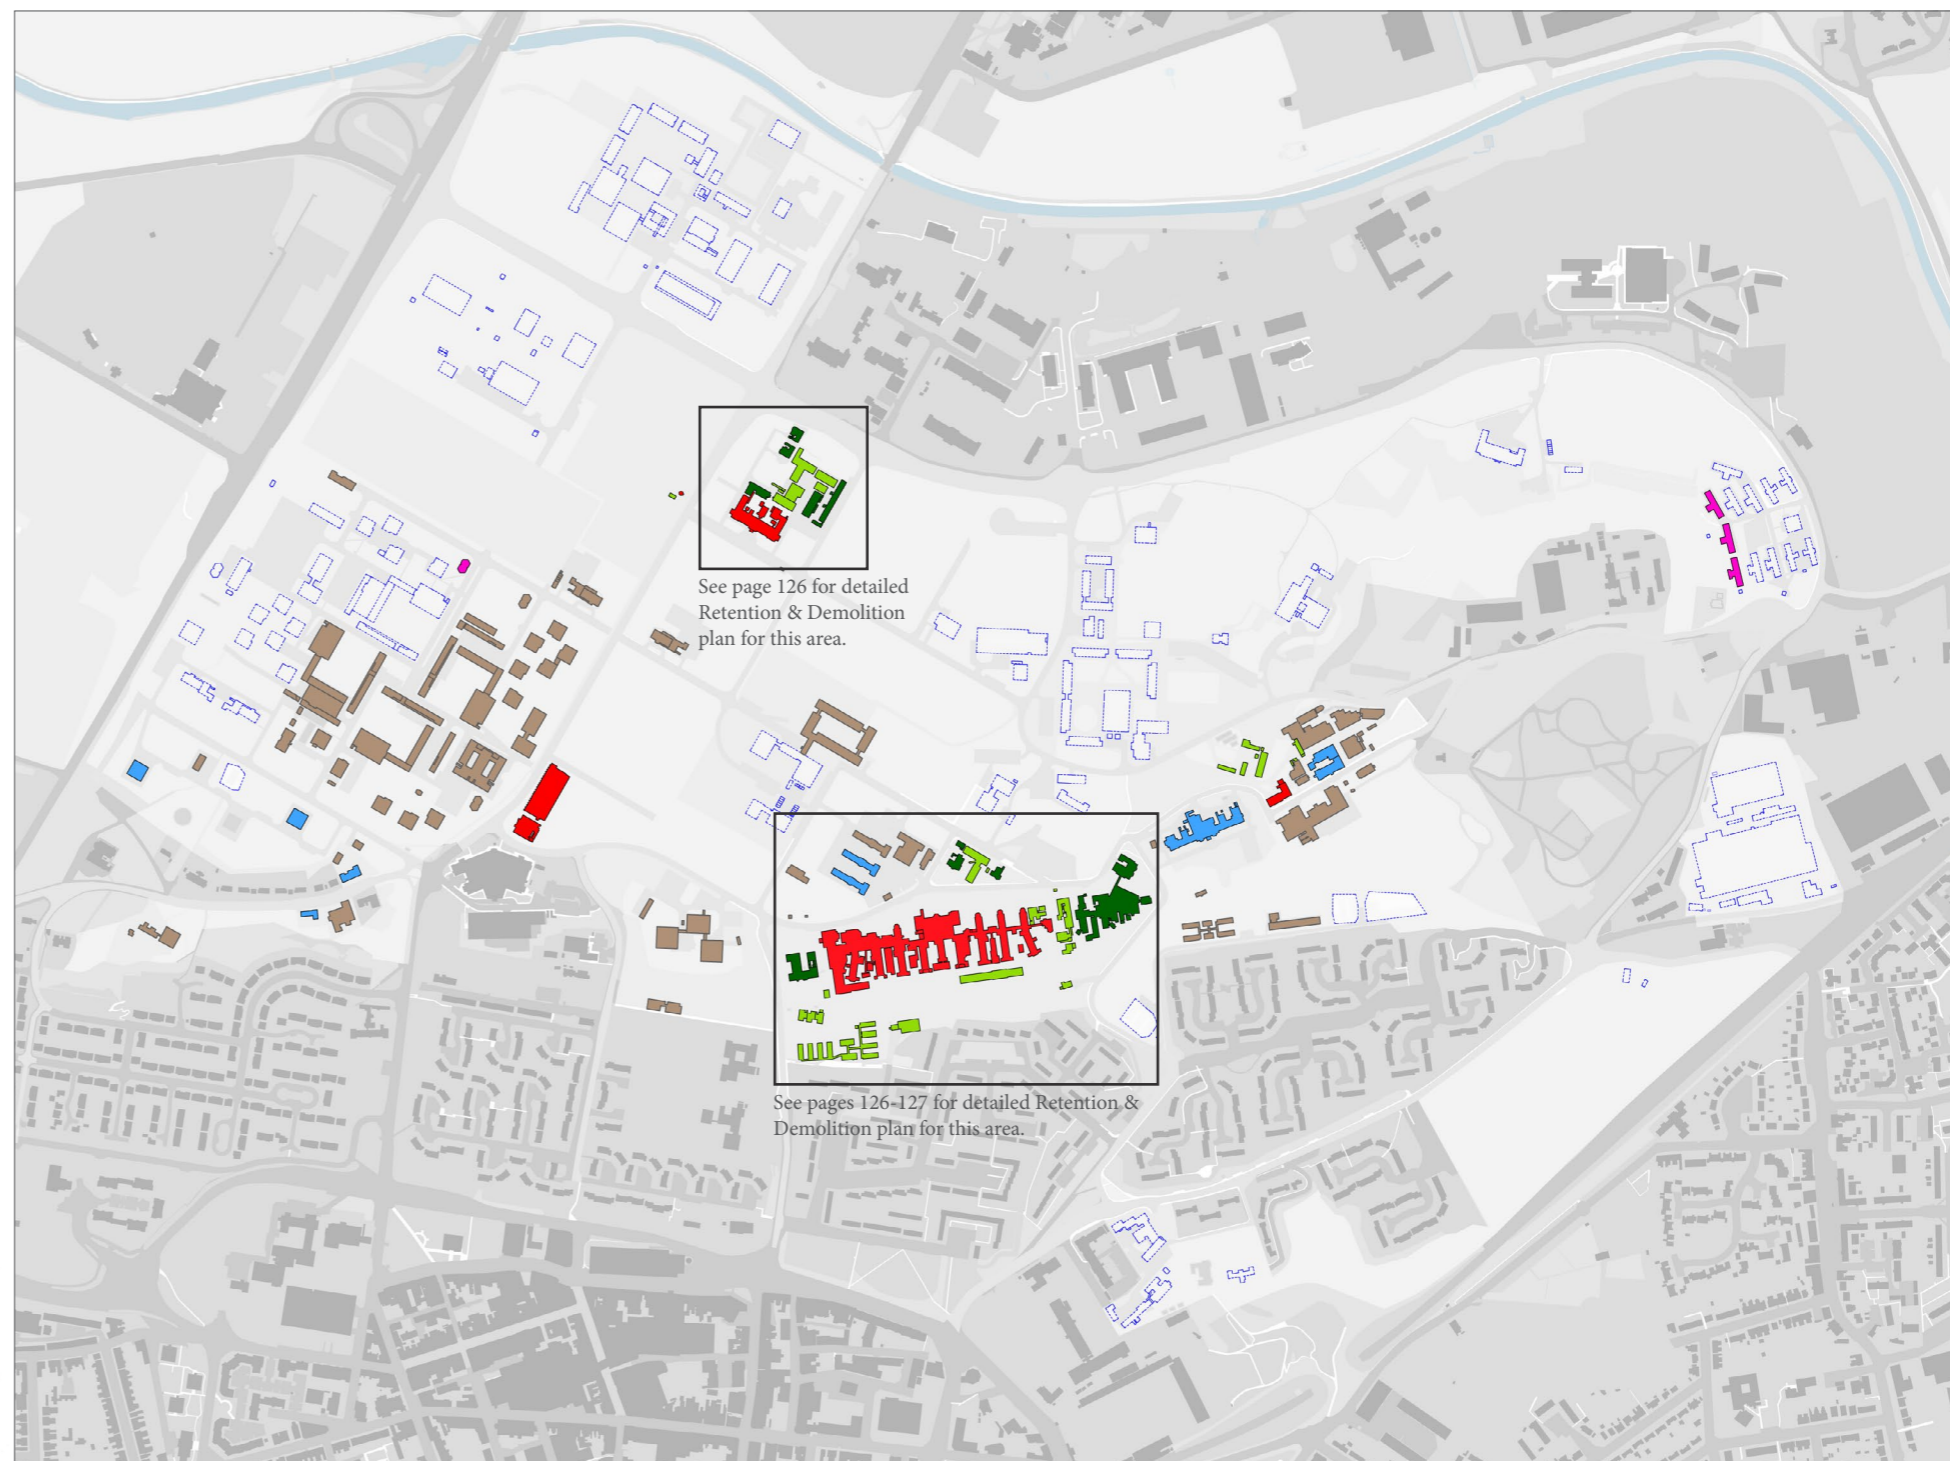 See page 126 for detailed
Retention & Demolition
plan for this area.
See pages 126-127 for detailed Retention &
Demolition plan for this area.